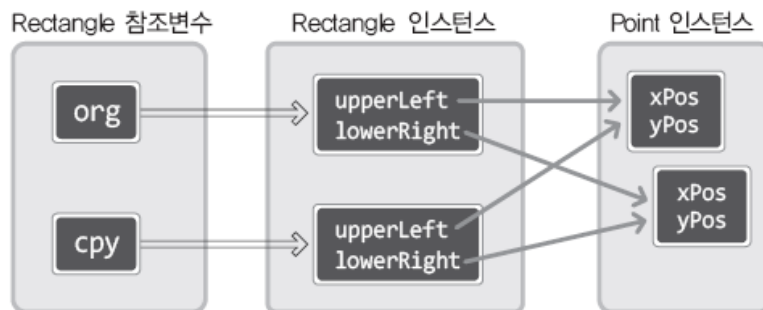 Rectangle 참조변수
Rectangle 인스턴스
Point 인스턴스
org
cpy
upperLeft
lowerRight
upperLeft
lowerRight
xPos
yPos
xPos
yPos